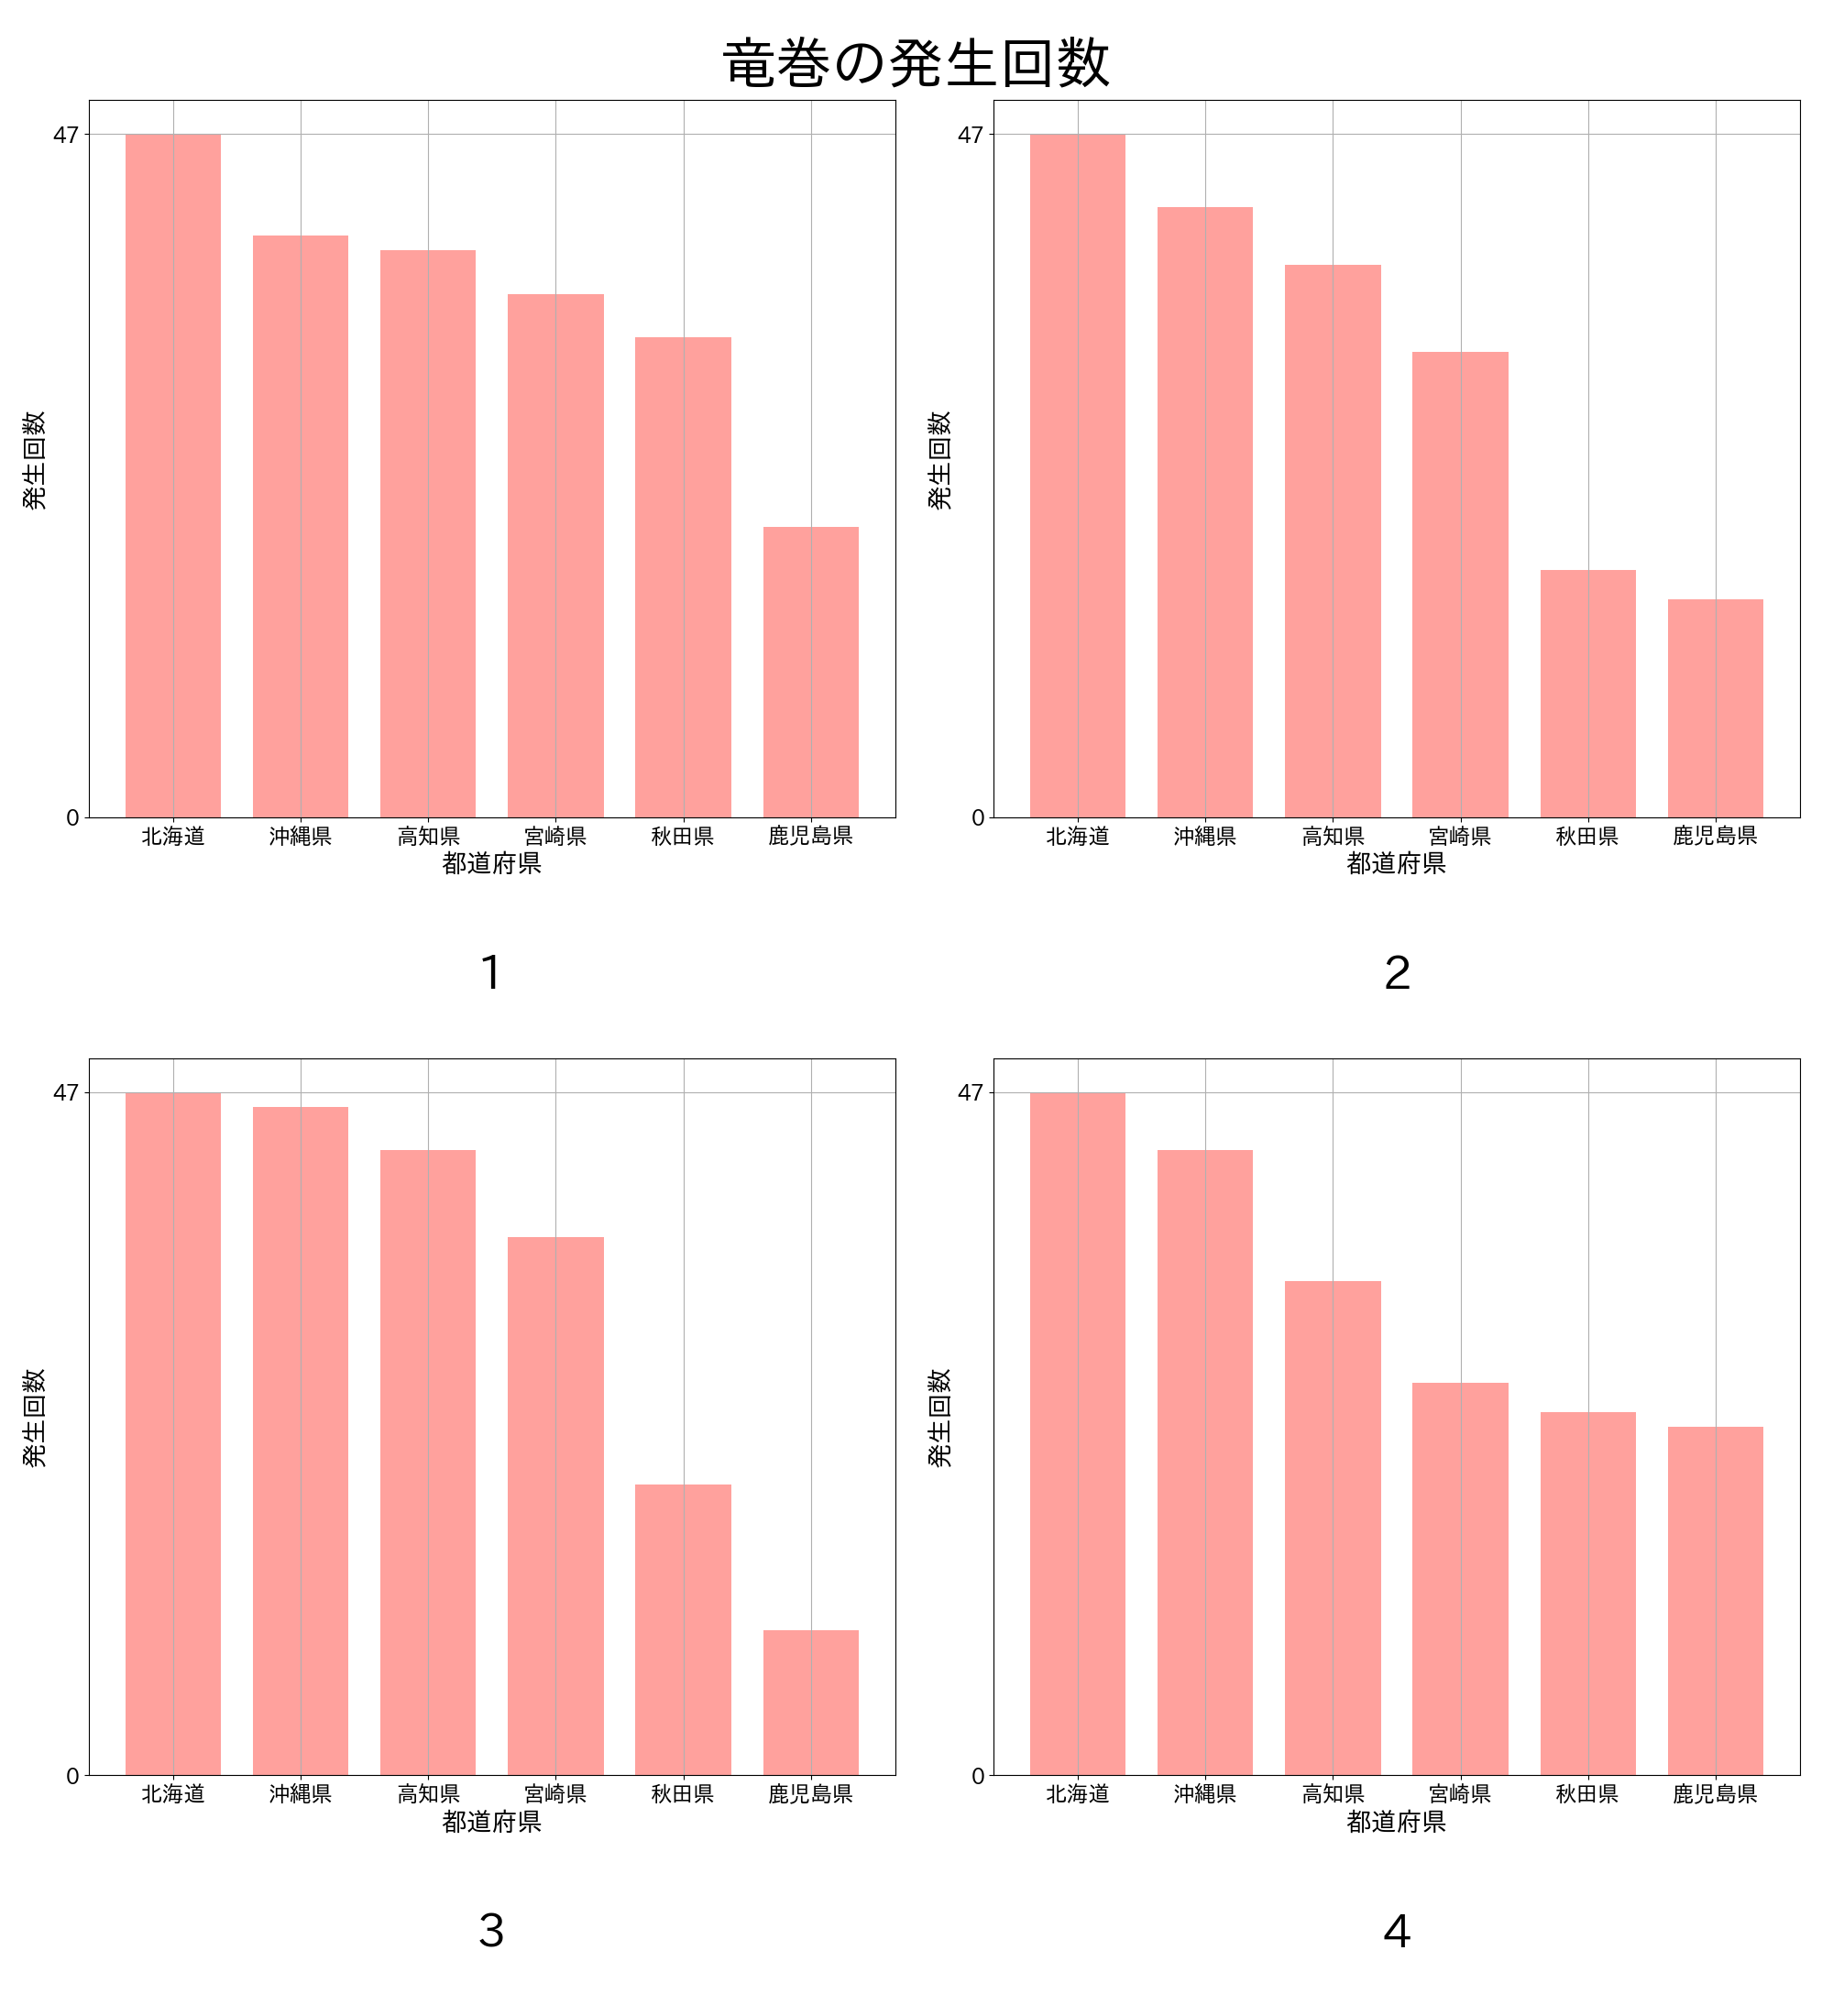 竜巻の発生回数
47
0
発生回数
北海道 沖縄県 高知県 宮崎県 秋田県 鹿児島県
都道府県
1
47
0
発生回数
北海道 沖縄県 高知県 宮崎県 秋田県 鹿児島県
都道府県
2
47
0
発生回数
北海道 沖縄県 高知県 宮崎県 秋田県 鹿児島県
都道府県
3
47
0
発生回数
北海道 沖縄県 高知県 宮崎県 秋田県 鹿児島県
都道府県
4